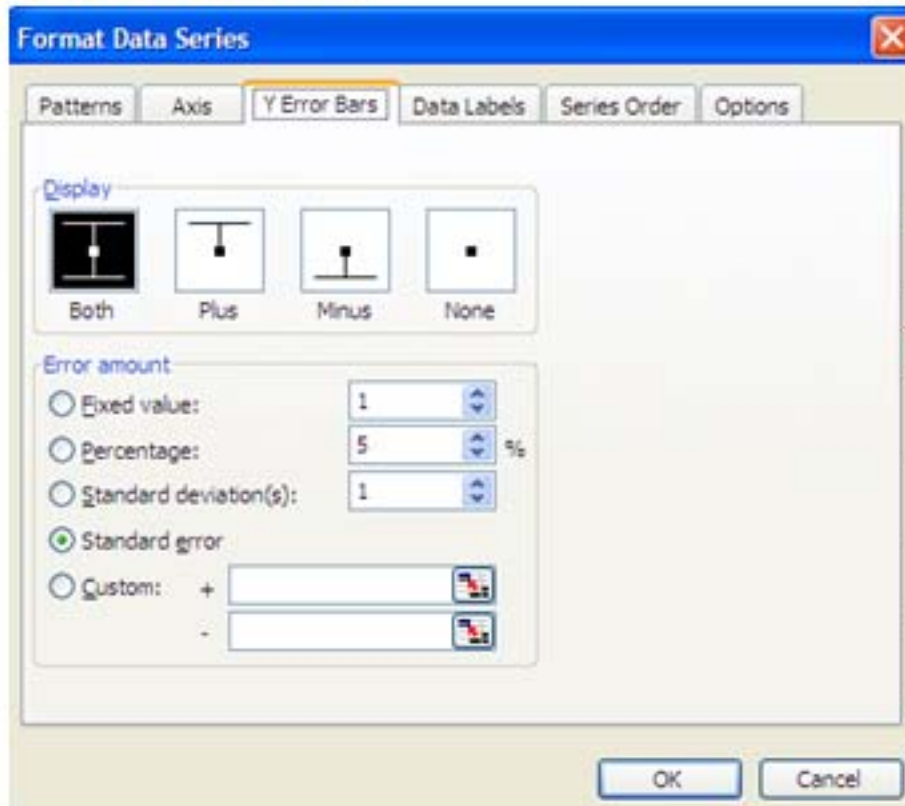 Format Data Series
Patterns Axis Y Error Bars Data Labels Series Order Options
Display
Both Plus Minus None
Error amount
Fixed value: 1
Percentage: 5 %
Standard deviation(s): 1
Standard error
Custom: +
-
OK Cancel